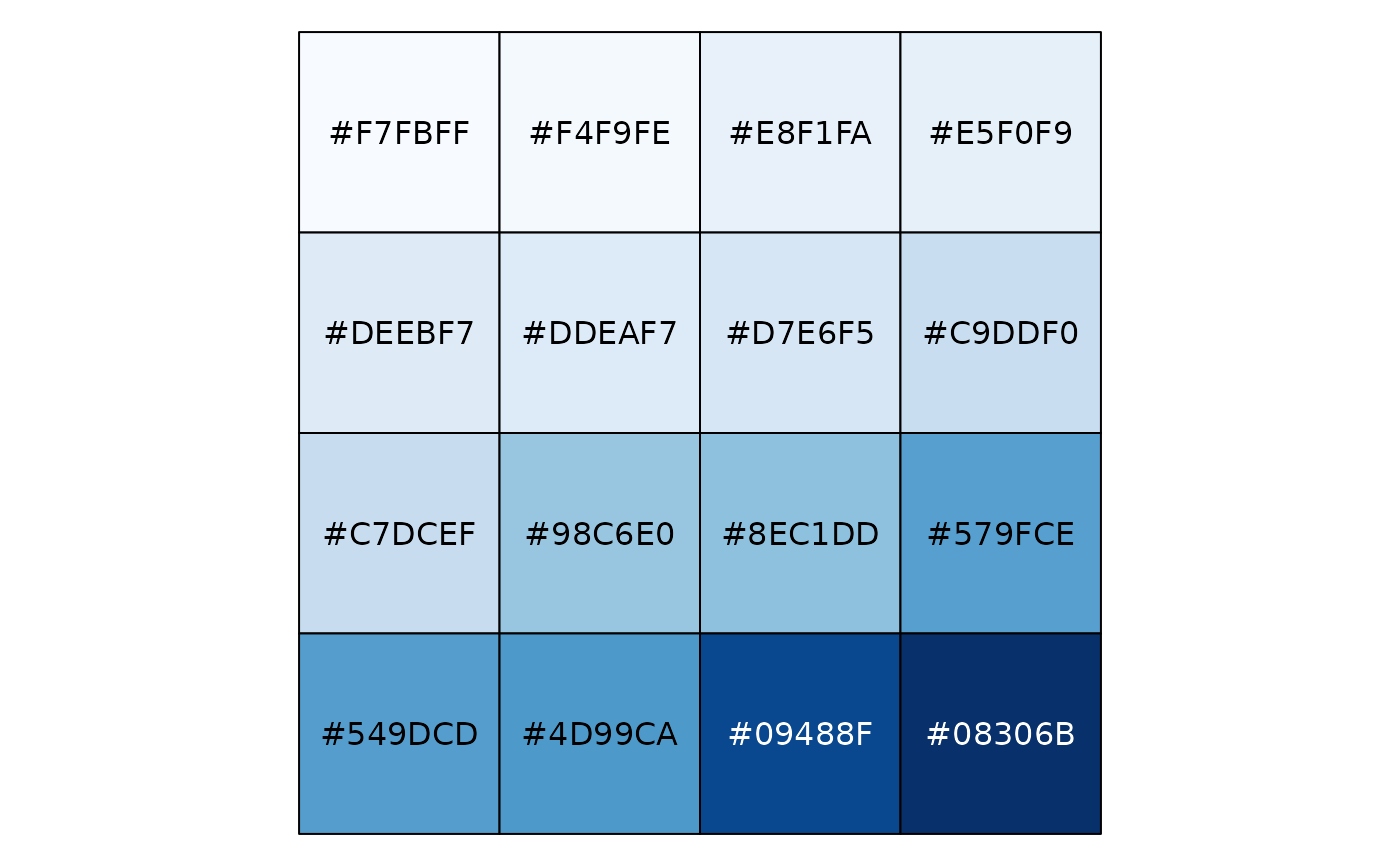 #F7FBFF #F4F9FE #E8F1FA #E5F0F9
#DEEBF7 #DDEAF7 #D7E6F5 #C9DDF0
#C7DCEF #98C6E0 #8EC1DD #579FCE
#549DCD #4D99CA #09488F #08306B